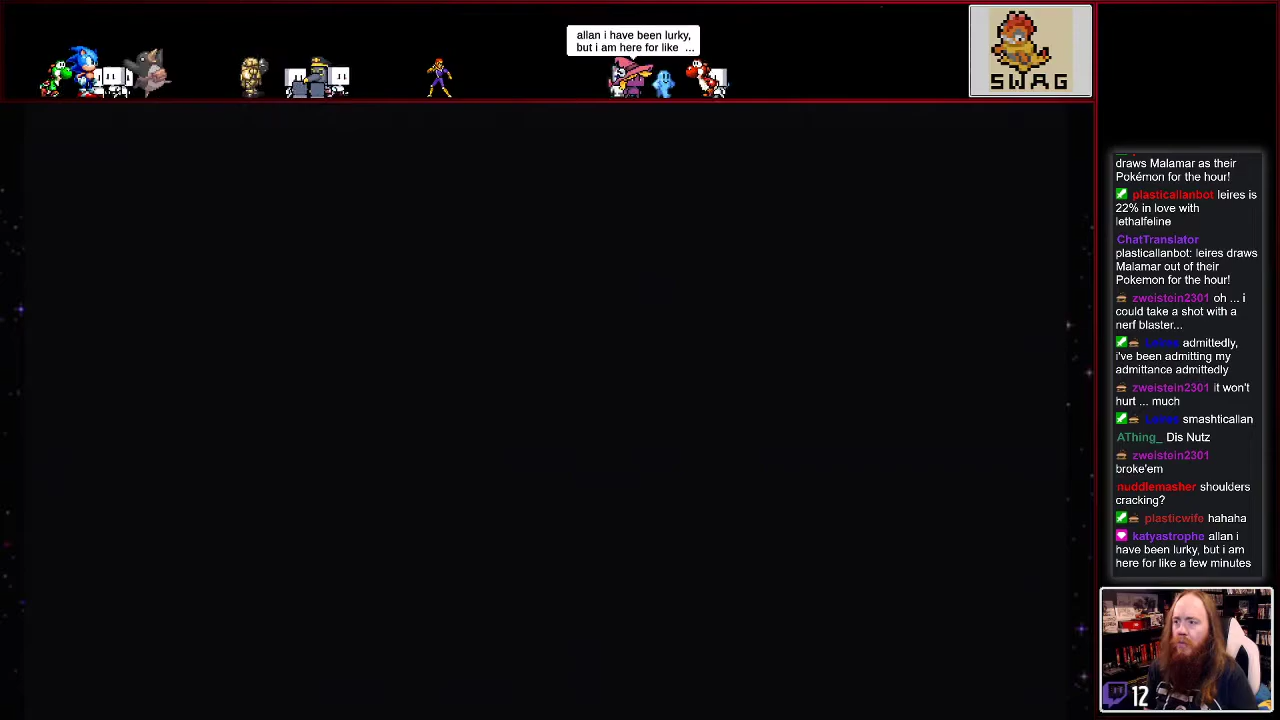 allan i have been lurky,
but i am here for like ...
SWAG
draws Malamar as their
Pokémon for the hour!
plasticallanbot leires is
22% in love with
lethalfeline
ChatTranslator
plasticallanbot: leires draws
Malamar out of their
Pokemon for the hour!
zweistein2301 oh ... i
could take a shot with a
nerf blaster...
admittedly,
i've been admitting my
admittance admittedly
zweistein2301 it won't
hurt ... much
smashticallan
AThing_ Dis Nutz
zweistein2301
broke'em
nuddlemasher shoulders
cracking?
plasticwife hahaha
katyastrophe allan i
have been lurky, but i am
here for like a few minutes
12